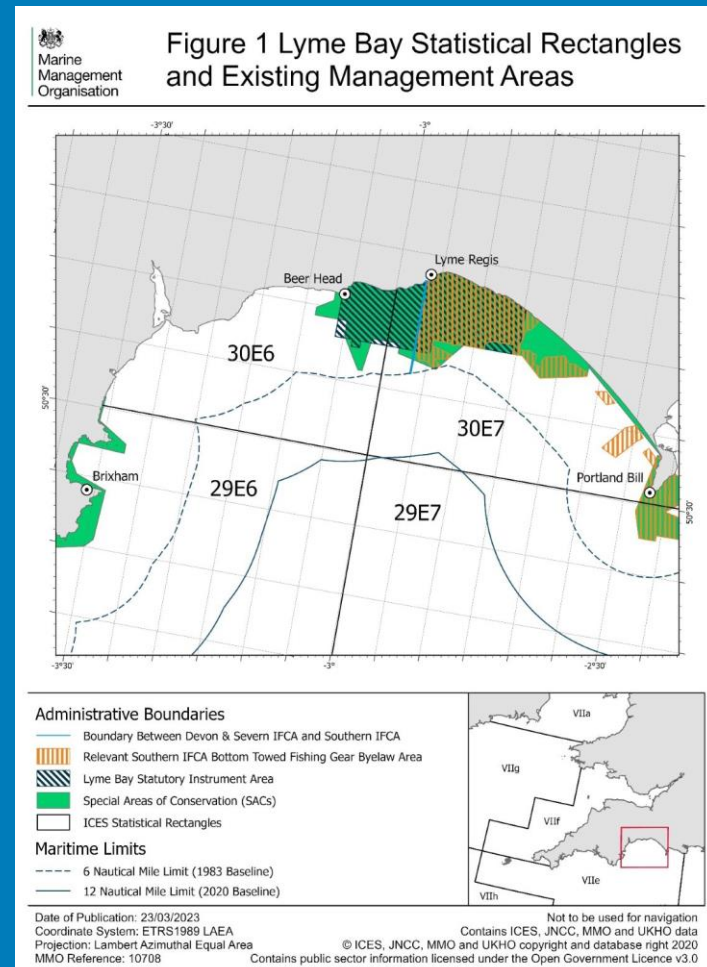 Marine
Management
Organisation
Figure 1 Lyme Bay Statistical Rectangles
and Existing Management Areas
-3°30'
-3°
Lyme Regis
Beer Head
30E6
50°30'
30E7
Brixham
29E6
Portland Bill
29E7
50°30'
-3°30'
-3°
-2°30'
Administrative Boundaries
Boundary Between Devon & Severn IFCA and Southern IFCA
Relevant Southern IFCA Bottom Towed Fishing Gear Byelaw Area
Lyme Bay Statutory Instrument Area
Special Areas of Conservation (SACs)
ICES Statistical Rectangles
Maritime Limits
6 Nautical Mile Limit (1983 Baseline)
12 Nautical Mile Limit (2020 Baseline)
VIIa
VIIg
VIIf
VIIe
VIIh
Date of Publication: 23/03/2023
Coordinate System: ETRS1989 LAEA
Projection: Lambert Azimuthal Equal Area
MMO Reference: 10708
Not to be used for navigation
Contains ICES, JNCC, MMO and UKHO data
© ICES, JNCC, MMO and UKHO copyright and database right 2020
Contains public sector information licensed under the Open Government Licence v3.0